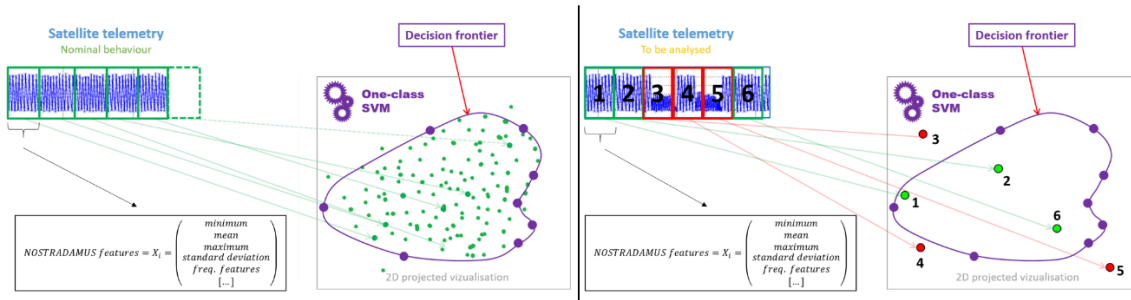 Satellite telemetry
Nominal behaviour
Decision frontier
One-class
SVM
NOSTRADAMUS features = X_i =
minimum
mean
maximum
standard deviation
freq. features
[...]
2D projected vizualisation
Satellite telemetry
To be analysed
Decision frontier
1 2 3 4 5 6
One-class
SVM
3
2
1
6
4
5
NOSTRADAMUS features = X_i =
minimum
mean
maximum
standard deviation
freq. features
[...]
2D projected vizualisation